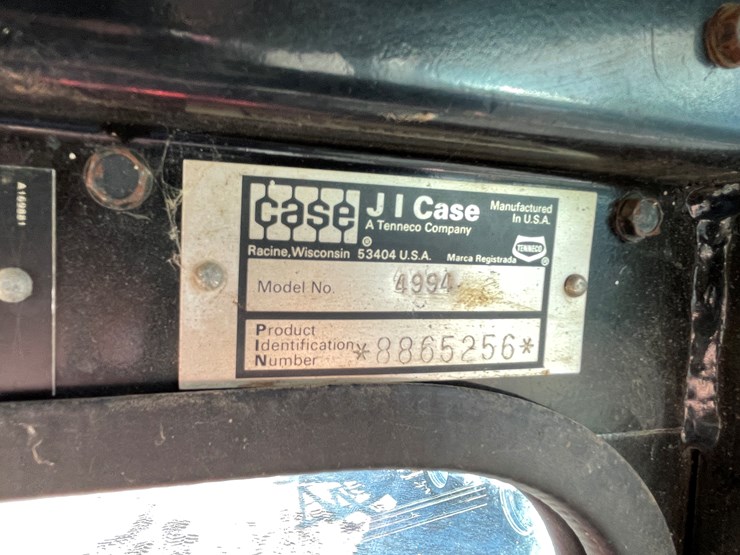 A169881
case J I Case Manufactured
In U.S.A.
A Tenneco Company
®
TENNECO
Racine, Wisconsin 53404 U.S.A. Marca Registrada ®
Model No. 4994
Product
Identification
Number *8865256*